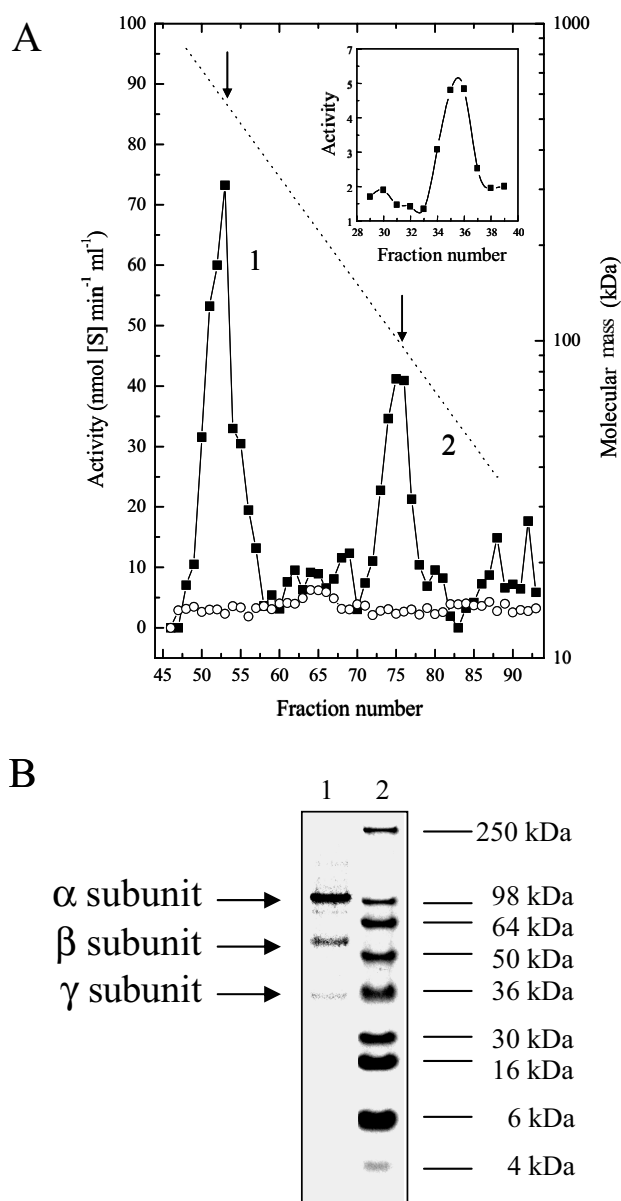 A
Activity (nmol [S] min⁻¹ ml⁻¹)
100
90
80
70
60
50
40
30
20
10
0
45 50 55 60 65 70 75 80 85 90
Fraction number
1
2
1000
100
10
Molecular mass (kDa)
Activity
7
5
4
3
2
1
28 30 32 34 36 38 40
Fraction number
B
1 2
α subunit
β subunit
γ subunit
250 kDa
98 kDa
64 kDa
50 kDa
36 kDa
30 kDa
16 kDa
6 kDa
4 kDa